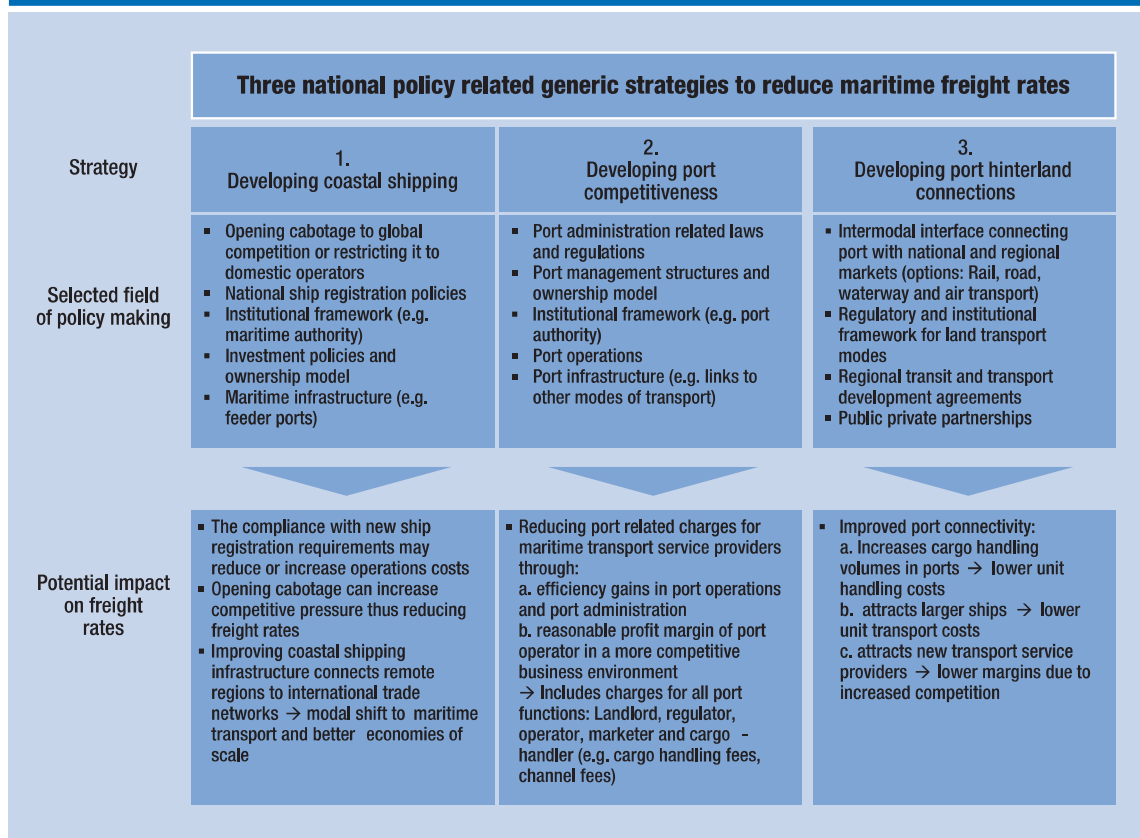 Three national policy related generic strategies to reduce maritime freight rates
Strategy
1.
Developing coastal shipping
2.
Developing port
competitiveness
3.
Developing port hinterland
connections
Selected field
of policy making
▪ Opening cabotage to global
competition or restricting it to
domestic operators
▪ National ship registration policies
▪ Institutional framework (e.g.
maritime authority)
▪ Investment policies and
ownership model
▪ Maritime infrastructure (e.g.
feeder ports)
▪ Port administration related laws
and regulations
▪ Port management structures and
ownership model
▪ Institutional framework (e.g. port
authority)
▪ Port operations
▪ Port infrastructure (e.g. links to
other modes of transport)
▪ Intermodal interface connecting
port with national and regional
markets (options: Rail, road,
waterway and air transport)
▪ Regulatory and institutional
framework for land transport
modes
▪ Regional transit and transport
development agreements
▪ Public private partnerships
Potential impact
on freight
rates
▪ The compliance with new ship
registration requirements may
reduce or increase operations costs
▪ Opening cabotage can increase
competitive pressure thus reducing
freight rates
▪ Improving coastal shipping
infrastructure connects remote
regions to international trade
networks → modal shift to maritime
transport and better economies of
scale
▪ Reducing port related charges for
maritime transport service providers
through:
a. efficiency gains in port operations
and port administration
b. reasonable profit margin of port
operator in a more competitive
business environment
→ Includes charges for all port
functions: Landlord, regulator,
operator, marketer and cargo -
handler (e.g. cargo handling fees,
channel fees)
▪ Improved port connectivity:
a. Increases cargo handling
volumes in ports → lower unit
handling costs
b. attracts larger ships → lower
unit transport costs
c. attracts new transport service
providers → lower margins due to
increased competition